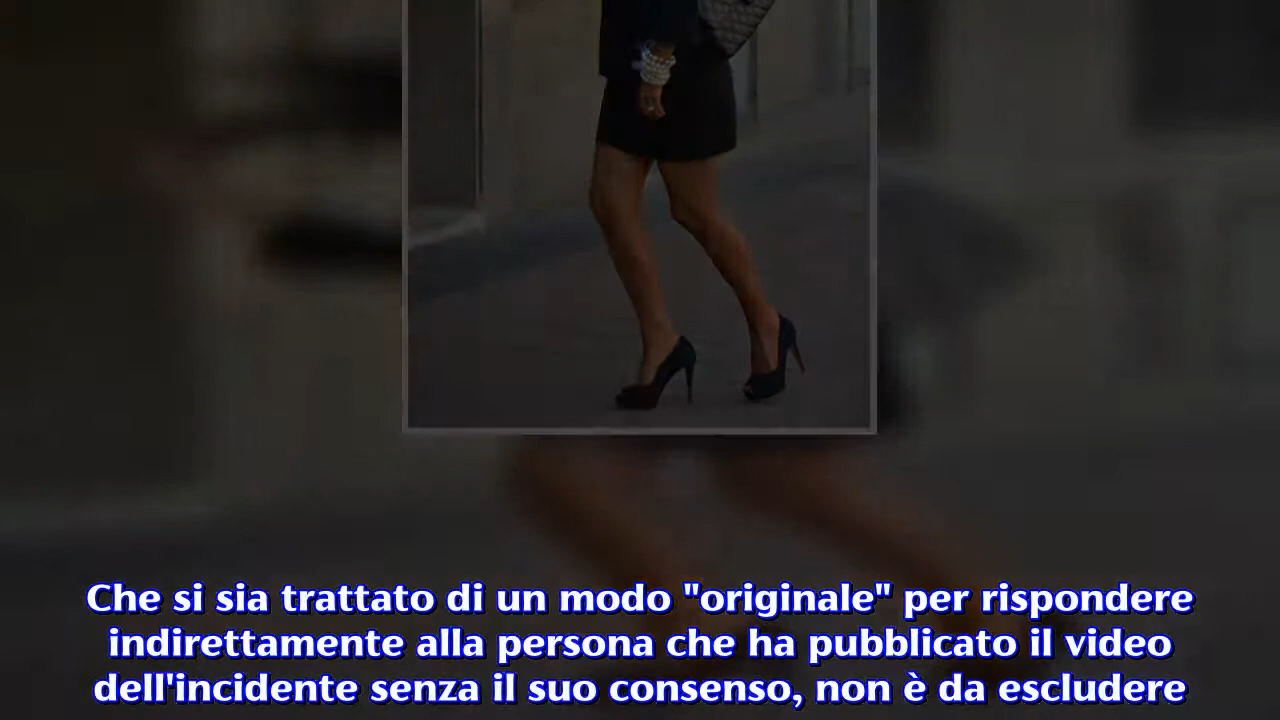 Che si sia trattato di un modo "originale" per rispondere
indirettamente alla persona che ha pubblicato il video
dell'incidente senza il suo consenso, non è da escludere